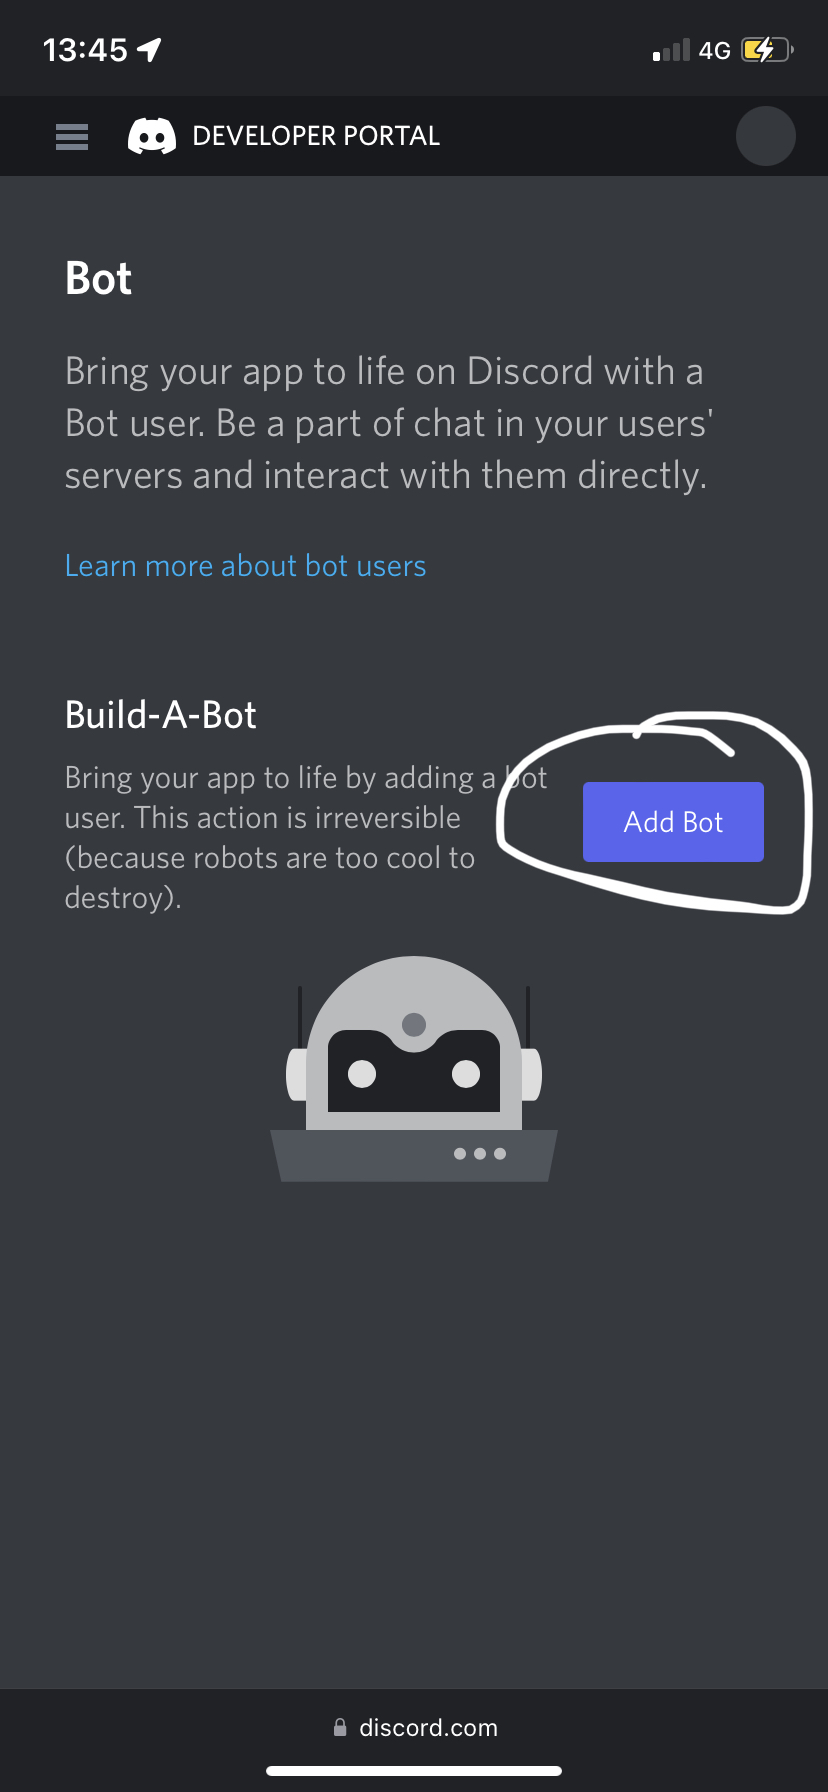 13:45
4G
DEVELOPER PORTAL
Bot
Bring your app to life on Discord with a
Bot user. Be a part of chat in your users'
servers and interact with them directly.
Learn more about bot users
Build-A-Bot
Bring your app to life by adding a bot
user. This action is irreversible
(because robots are too cool to
destroy).
Add Bot
discord.com